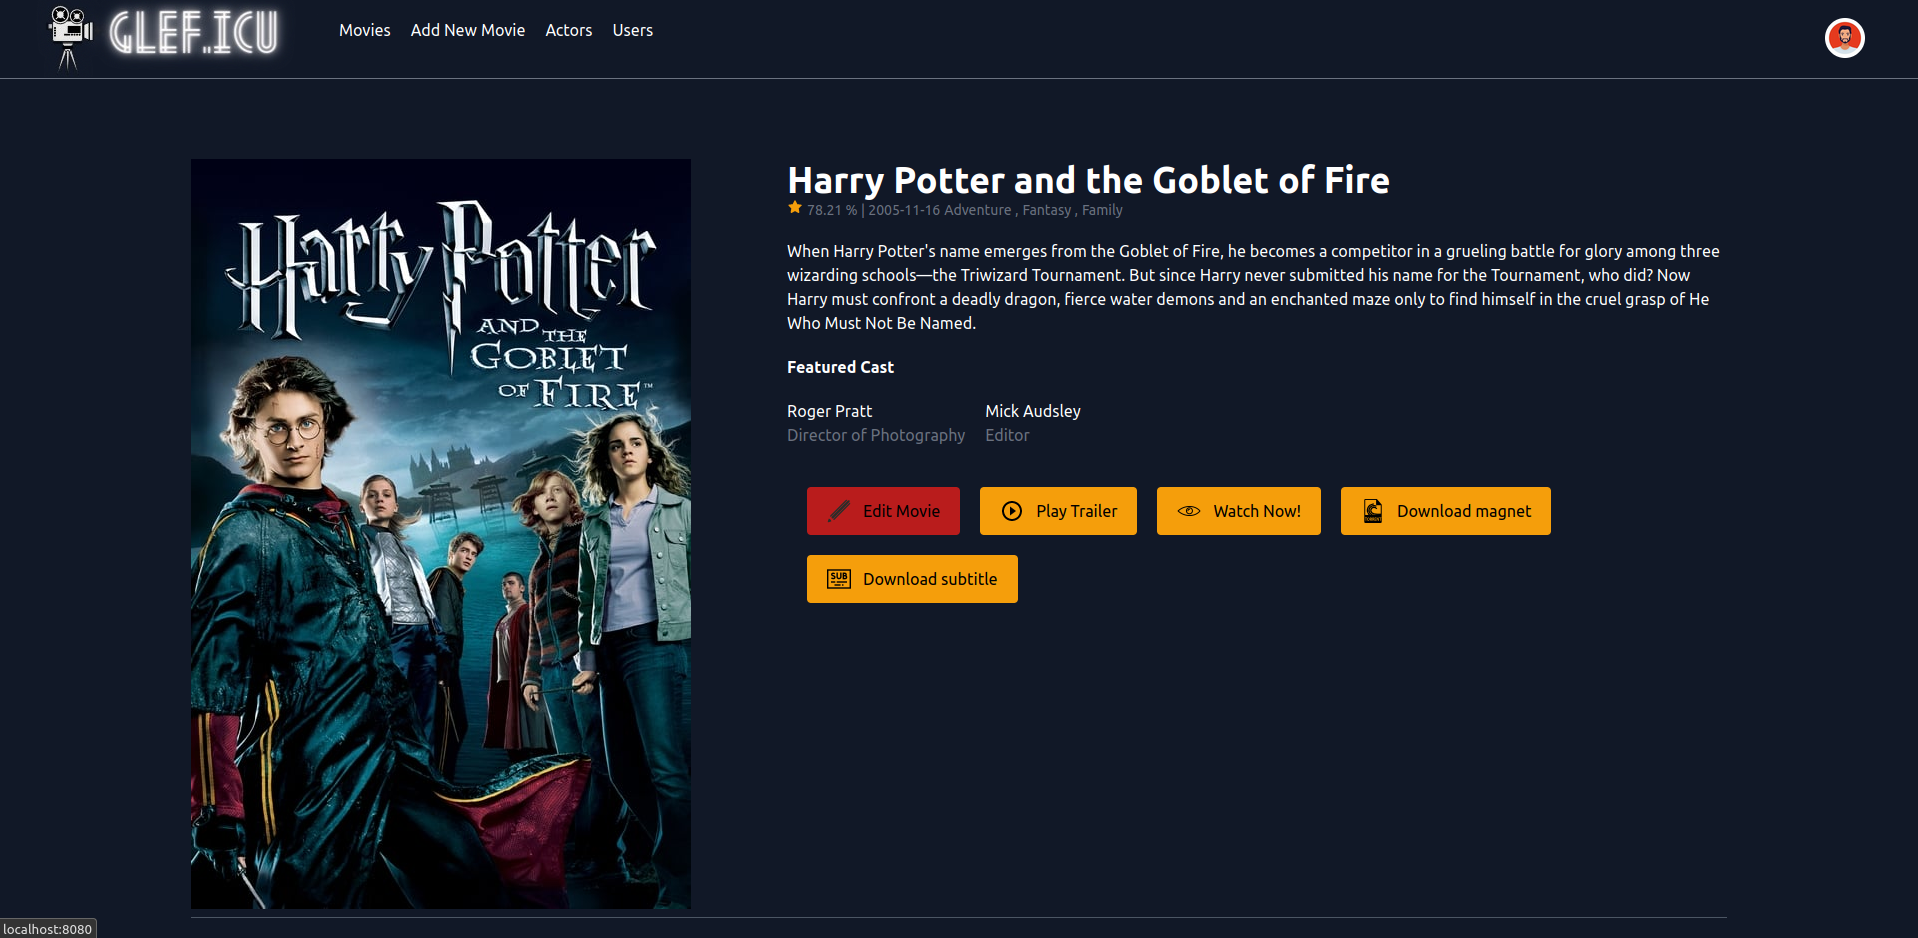 GLEF.ICU
Movies Add New Movie Actors Users
Harry Potter
AND THE
GOBLET
OF FIRE™
Harry Potter and the Goblet of Fire
78.21 % | 2005-11-16 Adventure , Fantasy , Family
When Harry Potter's name emerges from the Goblet of Fire, he becomes a competitor in a grueling battle for glory among three
wizarding schools—the Triwizard Tournament. But since Harry never submitted his name for the Tournament, who did? Now
Harry must confront a deadly dragon, fierce water demons and an enchanted maze only to find himself in the cruel grasp of He
Who Must Not Be Named.
Featured Cast
Roger Pratt Mick Audsley
Director of Photography Editor
Edit Movie Play Trailer Watch Now! TORRENT Download magnet
SUB Download subtitle
localhost:8080